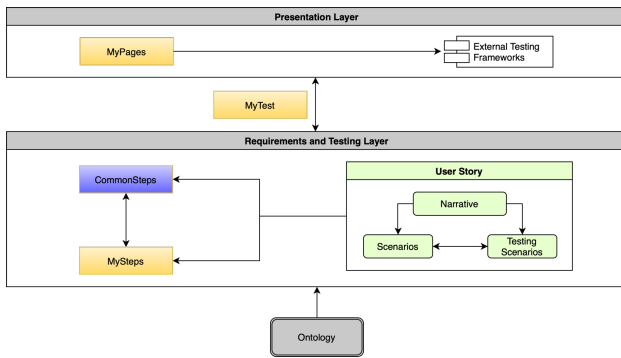 Presentation Layer
MyPages
External Testing
Frameworks
MyTest
Requirements and Testing Layer
CommonSteps
User Story
Narrative
Scenarios
Testing
Scenarios
MySteps
Ontology